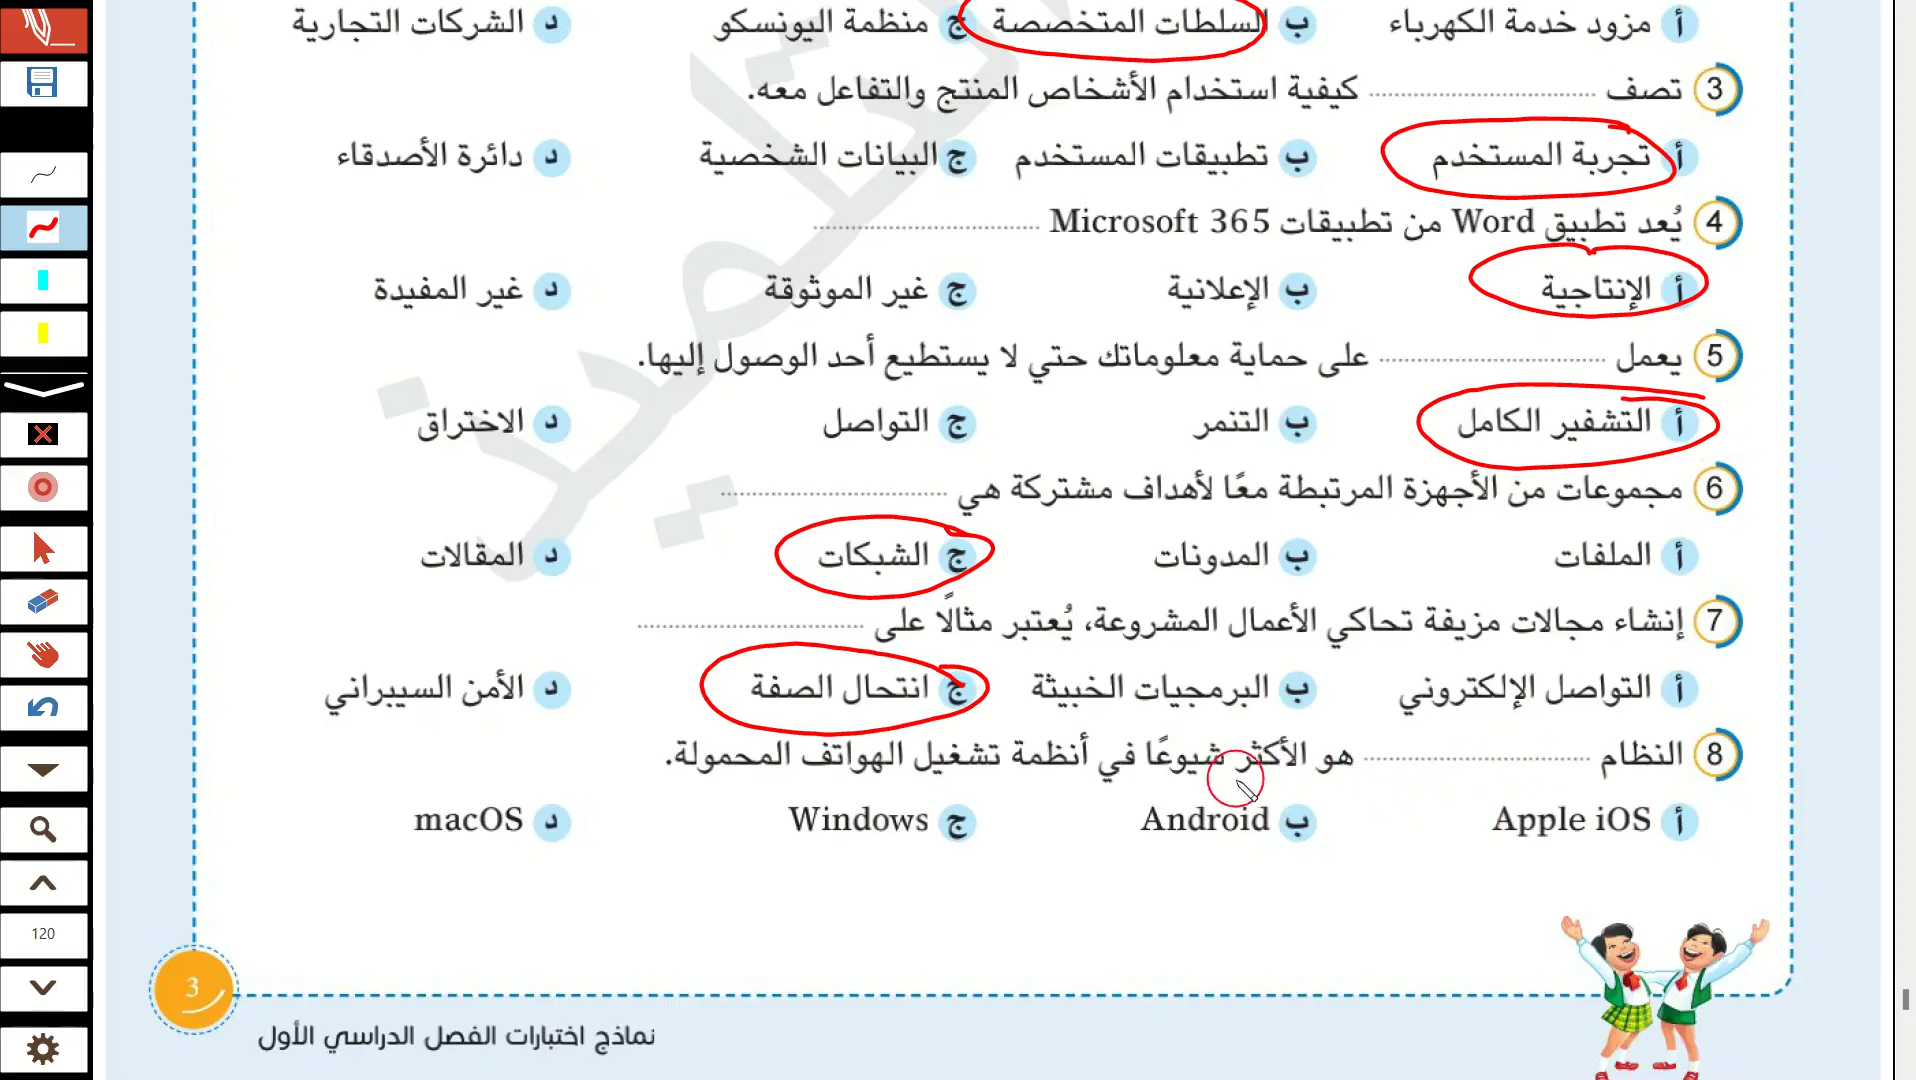 أ مزود خدمة الكهرباء ب السلطات المتخصصة ج منظمة اليونسكو د الشركات التجارية
3 تصف ........................ كيفية استخدام الأشخاص المنتج والتفاعل معه.
أ تجربة المستخدم ب تطبيقات المستخدم ج البيانات الشخصية د دائرة الأصدقاء
4 يُعد تطبيق Word من تطبيقات Microsoft 365 ........................
أ الإنتاجية ب الإعلانية ج غير الموثوقة د غير المفيدة
5 يعمل ........................ على حماية معلوماتك حتي لا يستطيع أحد الوصول إليها.
أ التشفير الكامل ب التنمر ج التواصل د الاختراق
6 مجموعات من الأجهزة المرتبطة معًا لأهداف مشتركة هي ........................
أ الملفات ب المدونات ج الشبكات د المقالات
7 إنشاء مجالات مزيفة تحاكي الأعمال المشروعة، يُعتبر مثالًا على ........................
أ التواصل الإلكتروني ب البرمجيات الخبيثة ج انتحال الصفة د الأمن السيبراني
8 النظام ........................ هو الأكثر شيوعًا في أنظمة تشغيل الهواتف المحمولة.
أ Apple iOS ب Android ج Windows د macOS
120
3
نماذج اختبارات الفصل الدراسي الأول